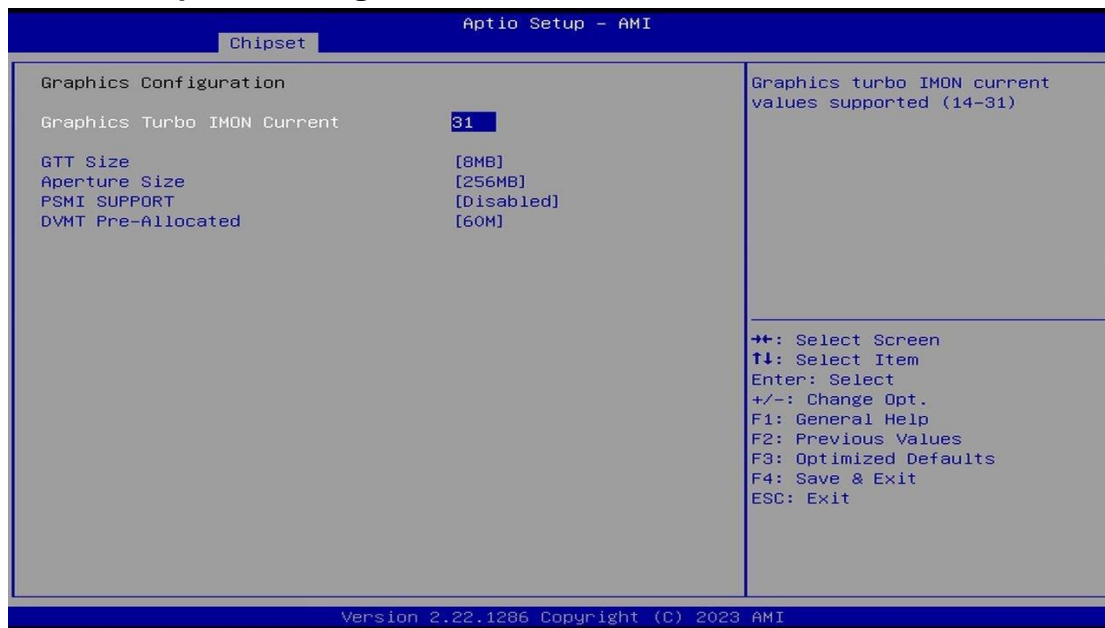 Aptio Setup - AMI
Chipset
Graphics Configuration
Graphics Turbo IMON Current 31
GTT Size [8MB]
Aperture Size [256MB]
PSMI SUPPORT [Disabled]
DVMT Pre-Allocated [60M]
Graphics turbo IMON current
values supported (14-31)
→←: Select Screen
↑↓: Select Item
Enter: Select
+/-: Change Opt.
F1: General Help
F2: Previous Values
F3: Optimized Defaults
F4: Save & Exit
ESC: Exit
Version 2.22.1286 Copyright (C) 2023 AMI